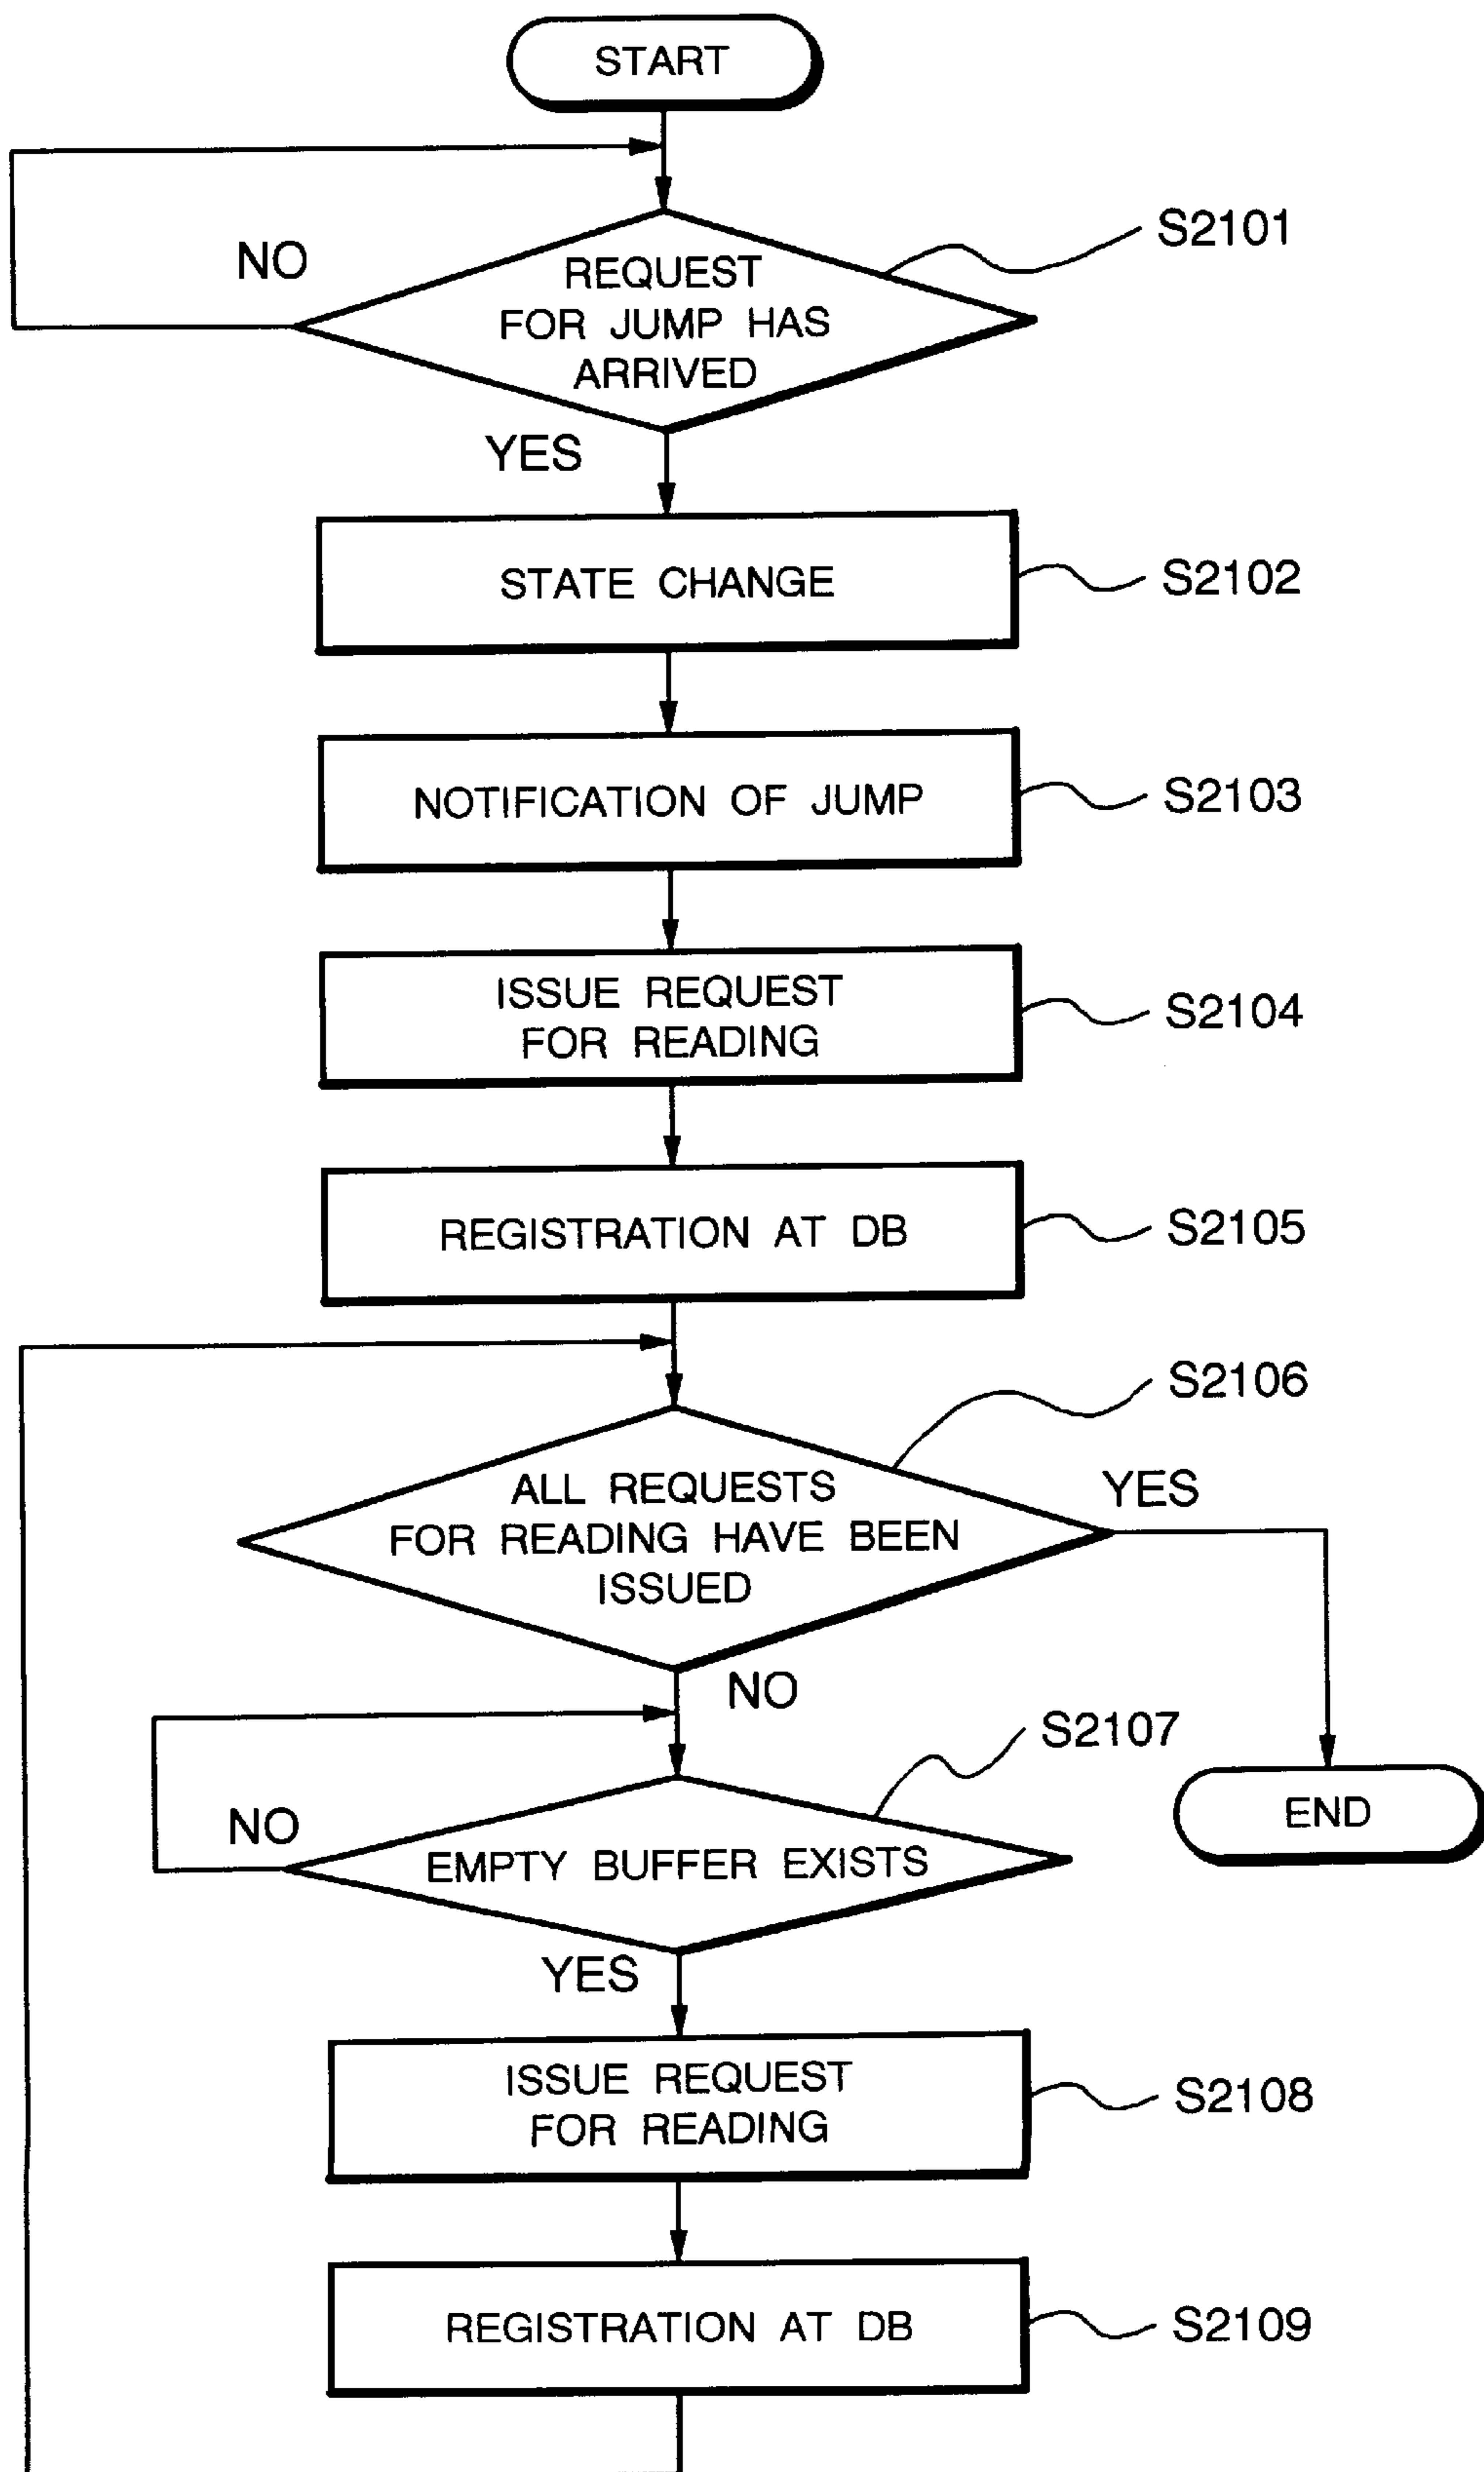 START
S2101
NO
REQUEST
FOR JUMP HAS
ARRIVED
YES
STATE CHANGE
S2102
NOTIFICATION OF JUMP
S2103
ISSUE REQUEST
FOR READING
S2104
REGISTRATION AT DB
S2105
S2106
ALL REQUESTS
FOR READING HAVE BEEN
ISSUED
YES
NO
S2107
NO
EMPTY BUFFER EXISTS
END
YES
ISSUE REQUEST
FOR READING
S2108
REGISTRATION AT DB
S2109